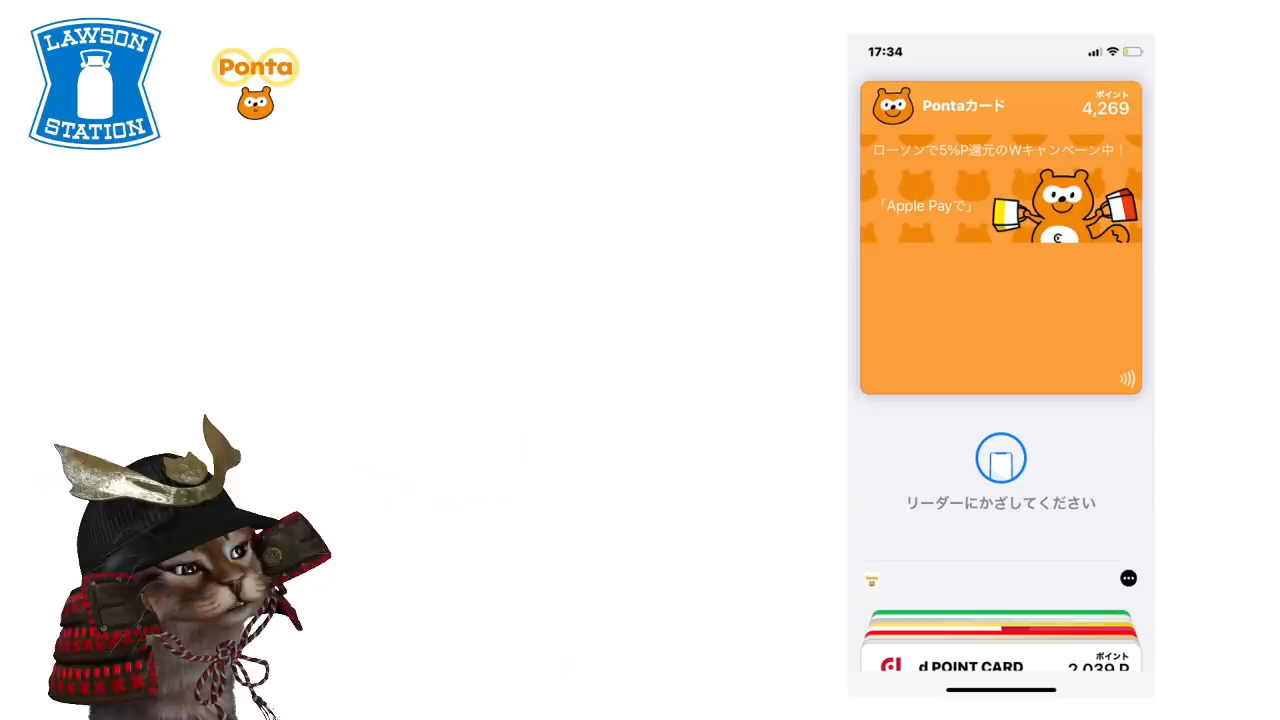 LAWSON
STATION
Ponta
17:34
Pontaカード
ポイント
4,269
ローソンで5%P還元のWキャンペーン中！
「Apple Payで」
リーダーにかざしてください
Ponta
d POINT CARD
ポイント
2,039 P